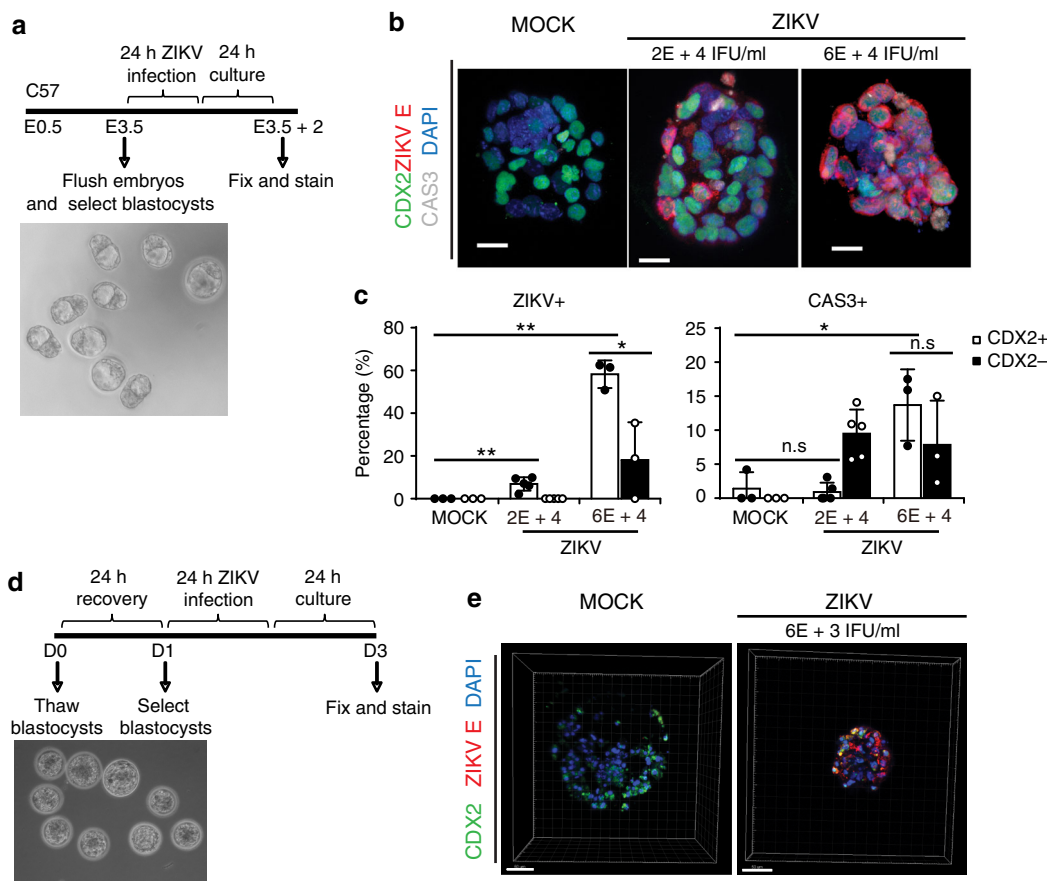 a
24 h ZIKV infection
24 h culture
C57
E0.5
E3.5
E3.5 + 2
Flush embryos and select blastocysts
Fix and stain
b
MOCK
ZIKV
2E + 4 IFU/ml
6E + 4 IFU/ml
CDX2 ZIKV E
CAS3 DAPI
c
ZIKV+
CAS3+
Percentage (%)
80
60
40
20
0
**
**
*
MOCK
2E + 4
6E + 4
ZIKV
25
20
15
10
5
0
*
n.s
n.s
MOCK
2E + 4
6E + 4
ZIKV
CDX2+
CDX2–
d
24 h recovery
24 h ZIKV infection
24 h culture
D0
D1
D3
Thaw blastocysts
Select blastocysts
Fix and stain
e
MOCK
ZIKV
6E + 3 IFU/ml
CDX2 ZIKV E DAPI